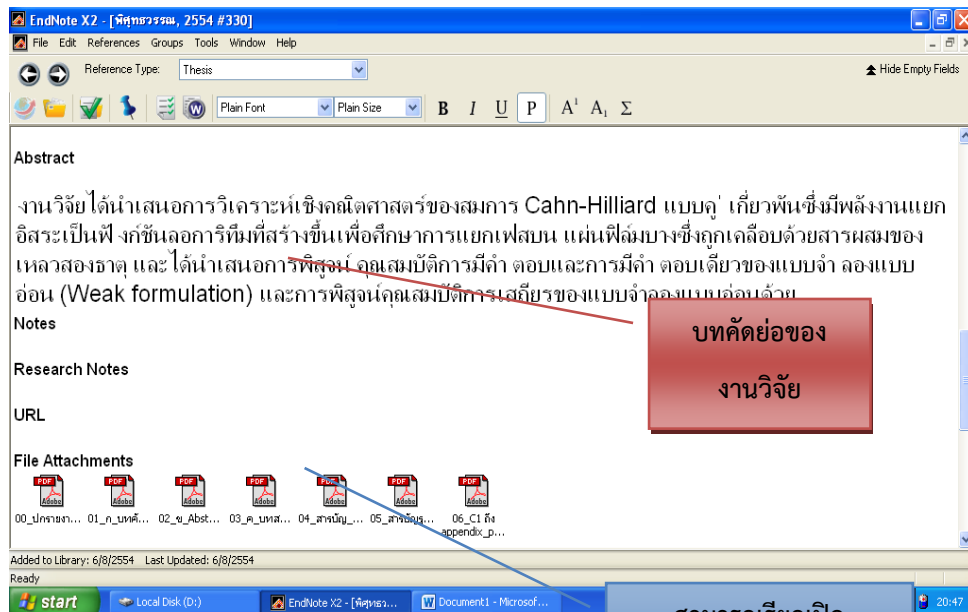 EndNote X2 - [พิศุทธวรรณ, 2554 #330]
File Edit References Groups Tools Window Help
Reference Type: Thesis
Hide Empty Fields
Plain Font Plain Size B I U P A¹ A₁ Σ
Abstract
งานวิจัยได้นำเสนอการวิเคราะห์เชิงคณิตศาสตร์ของสมการ Cahn-Hilliard แบบคู่ เกี่ยวพันซึ่งมีพลังงานแยก
อิสระเป็นฟั งก์ชันลอการิทึมที่สร้างขึ้นเพื่อศึกษาการแยกเฟสบน แผ่นฟิล์มบางซึ่งถูกเคลือบด้วยสารผสมของ
เหลวสองธาตุ และได้นำเสนอการพิสูจน์ คุณสมบัติการมีคำ ตอบและการมีคำ ตอบเดียวของแบบจำ ลองแบบ
อ่อน (Weak formulation) และการพิสูจน์คุณสมบัติการเสถียรของแบบจำลองแบบอ่อนด้วย
Notes
บทคัดย่อของ
งานวิจัย
Research Notes
URL
File Attachments
00_ปกรายงา... 01_ก_บทคั... 02_ข_Abst... 03_ค_บทส... 04_สารบัญ_... 05_สารบัญร... 06_C1 ถึง
appendix_p...
Added to Library: 6/8/2554 Last Updated: 6/8/2554
Ready
start Local Disk (D:) EndNote X2 - [พิศุทธว... Document1 - Microsof... 20:47